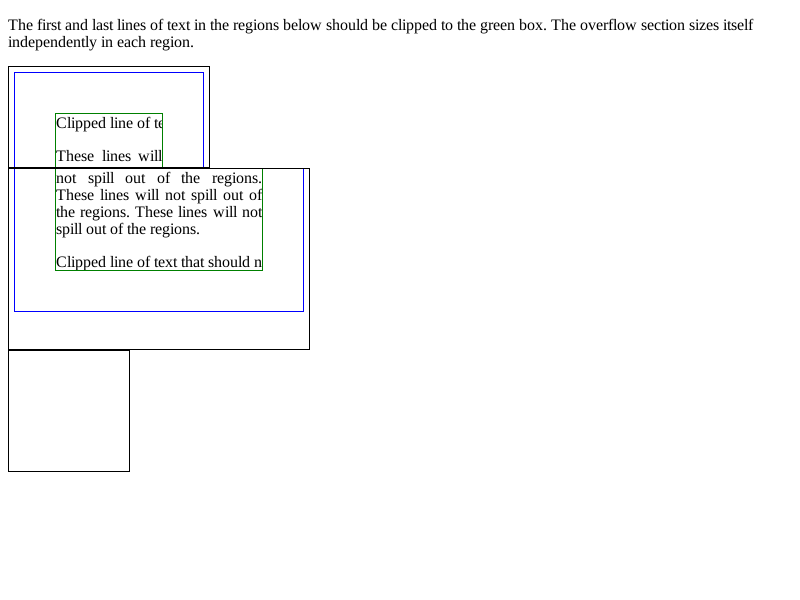 The first and last lines of text in the regions below should be clipped to the green box. The overflow section sizes itself
independently in each region.
Clipped line of te
These lines will
not spill out of the regions.
These lines will not spill out of
the regions. These lines will not
spill out of the regions.
Clipped line of text that should n